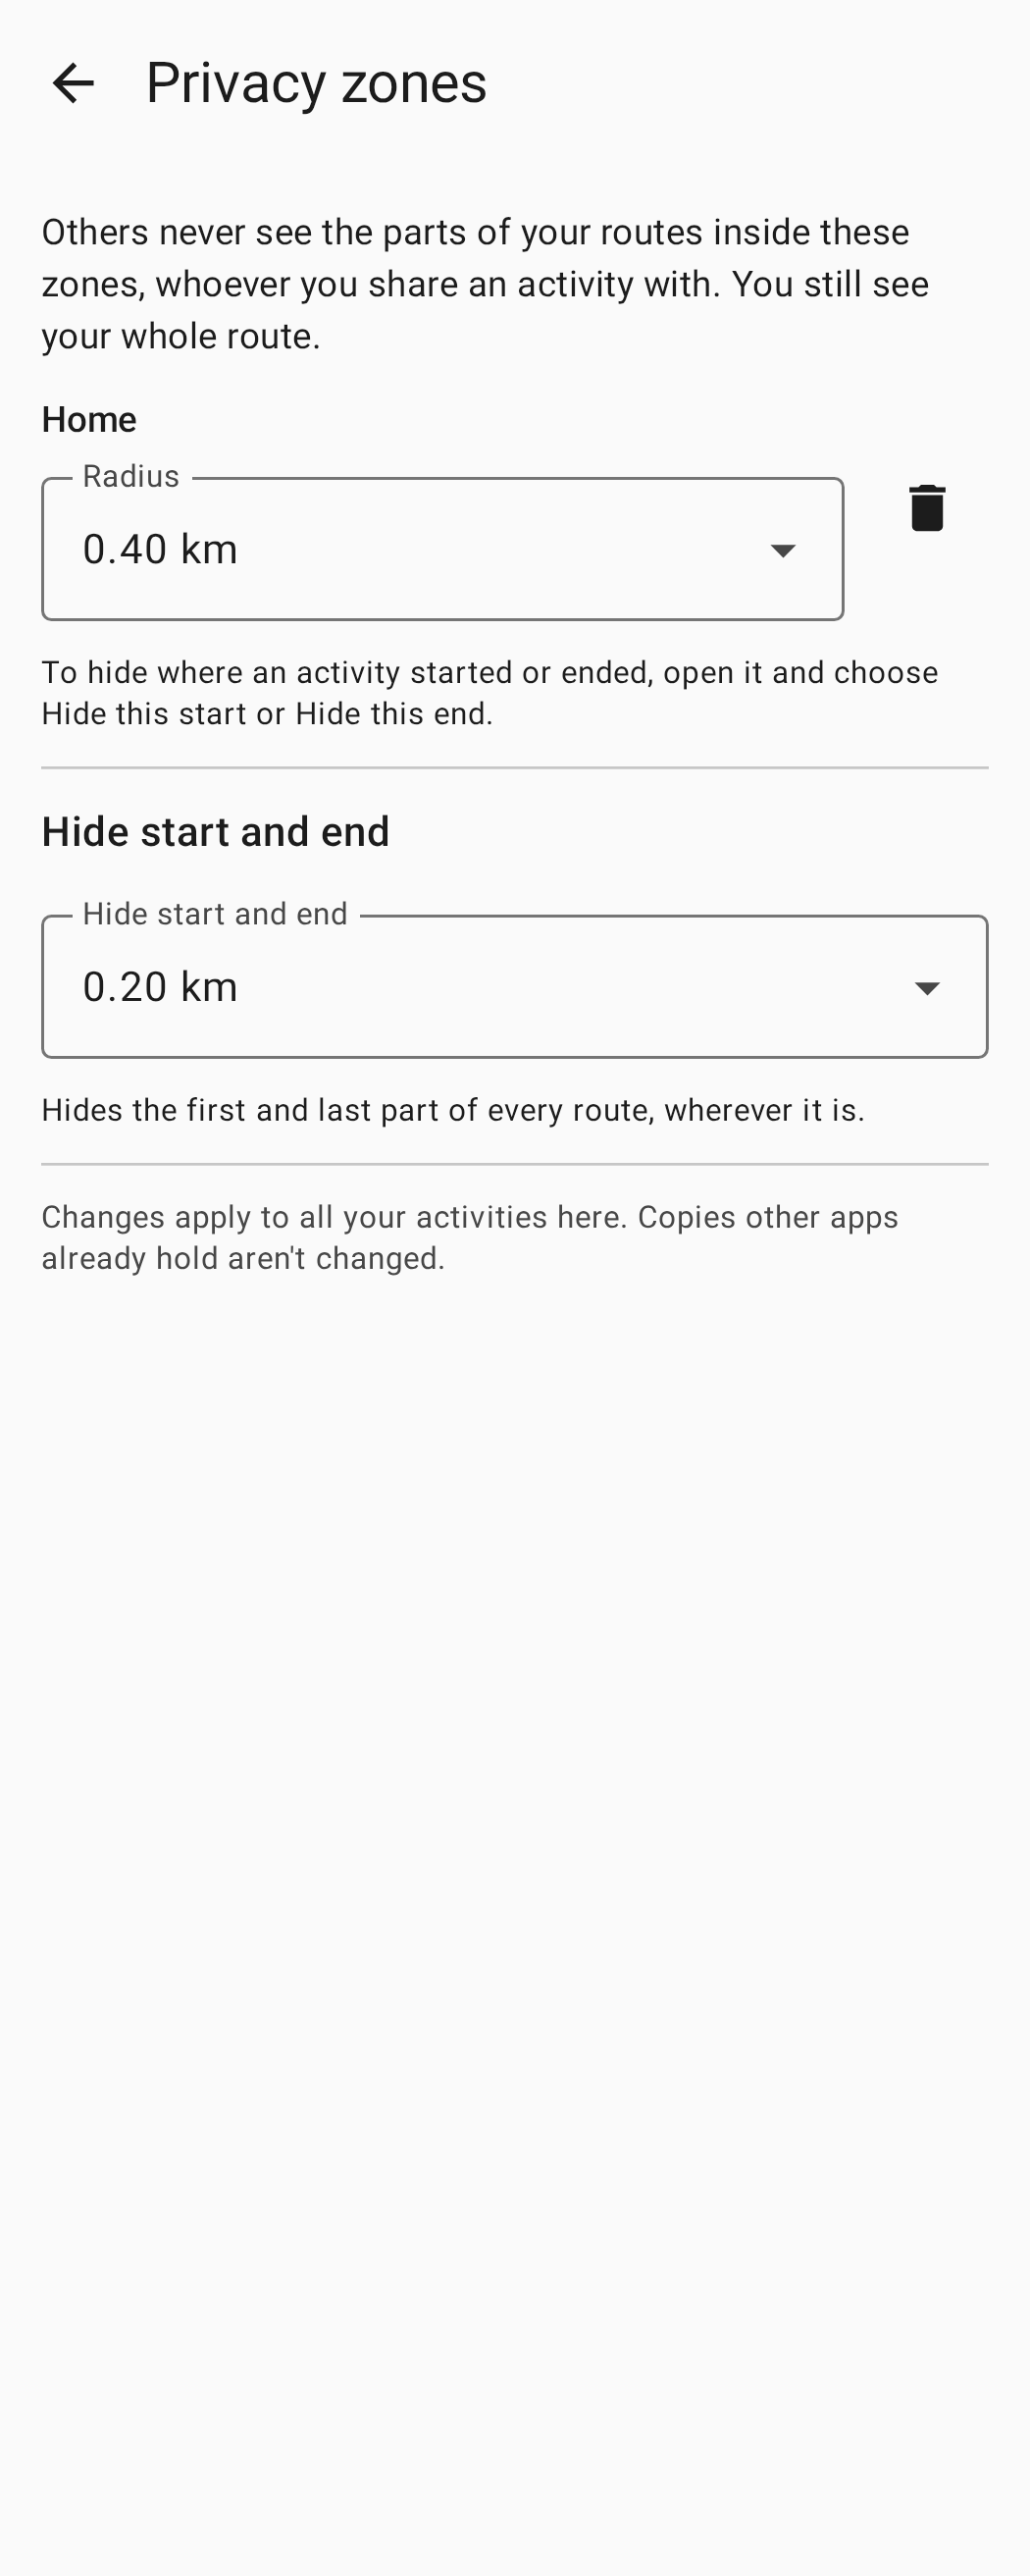 Privacy zones
Others never see the parts of your routes inside these
zones, whoever you share an activity with. You still see
your whole route.
Home
Radius
0.40 km
To hide where an activity started or ended, open it and choose
Hide this start or Hide this end.
Hide start and end
Hide start and end
0.20 km
Hides the first and last part of every route, wherever it is.
Changes apply to all your activities here. Copies other apps
already hold aren't changed.